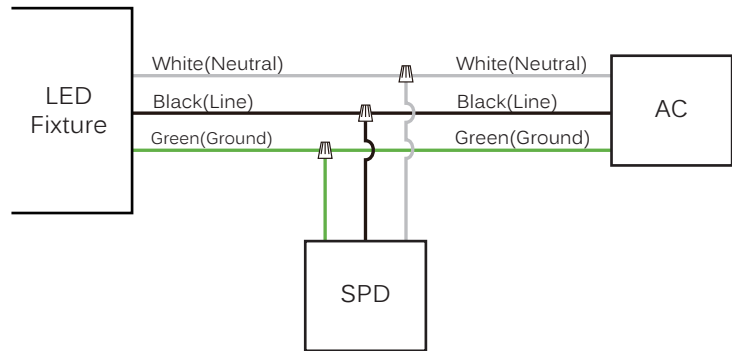 White(Neutral) White(Neutral)
LED
Fixture
Black(Line) Black(Line)
AC
Green(Ground) Green(Ground)
SPD